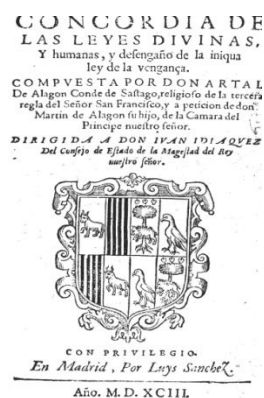 CONCORDIA DE
LAS LEYES DIVINAS,
Y humanas, y desengaño de la iniqua
ley de la vengança.
COMPVESTA POR DON ARTAL
De Alagon Conde de Sastago, religioso de la tercera
regla del Señor San Francisco, y a peticion de don
Martin de Alagon su hijo, de la Camara del
Principe nuestro señor.
DIRIGIDA A DON IVAN IDIAQVEZ
Del Consejo de Estado de la Magestad del Rey
nuestro señor.
CON PRIVILEGIO.
En Madrid, Por Luys Sanchez.
Año. M. D. XCIII.